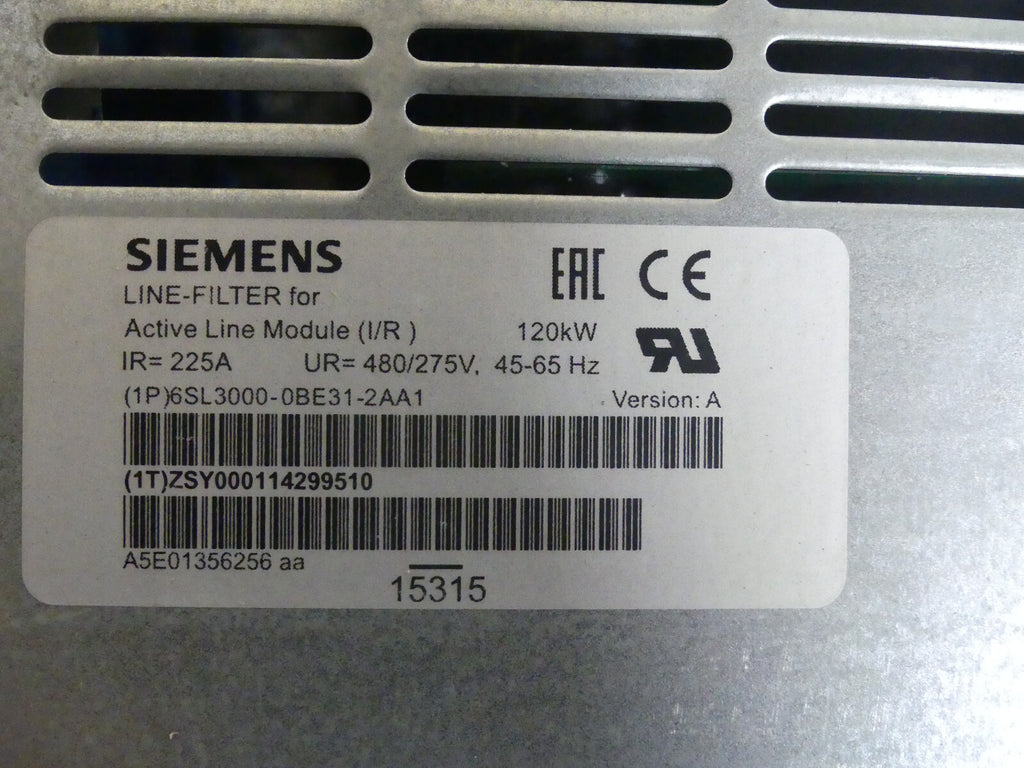 SIEMENS
EAC CE
LINE-FILTER for
Active Line Module (I/R ) 120kW
IR= 225A UR= 480/275V, 45-65 Hz
(1P)6SL3000-0BE31-2AA1 Version: A
(1T)ZSY000114299510
A5E01356256 aa
15315